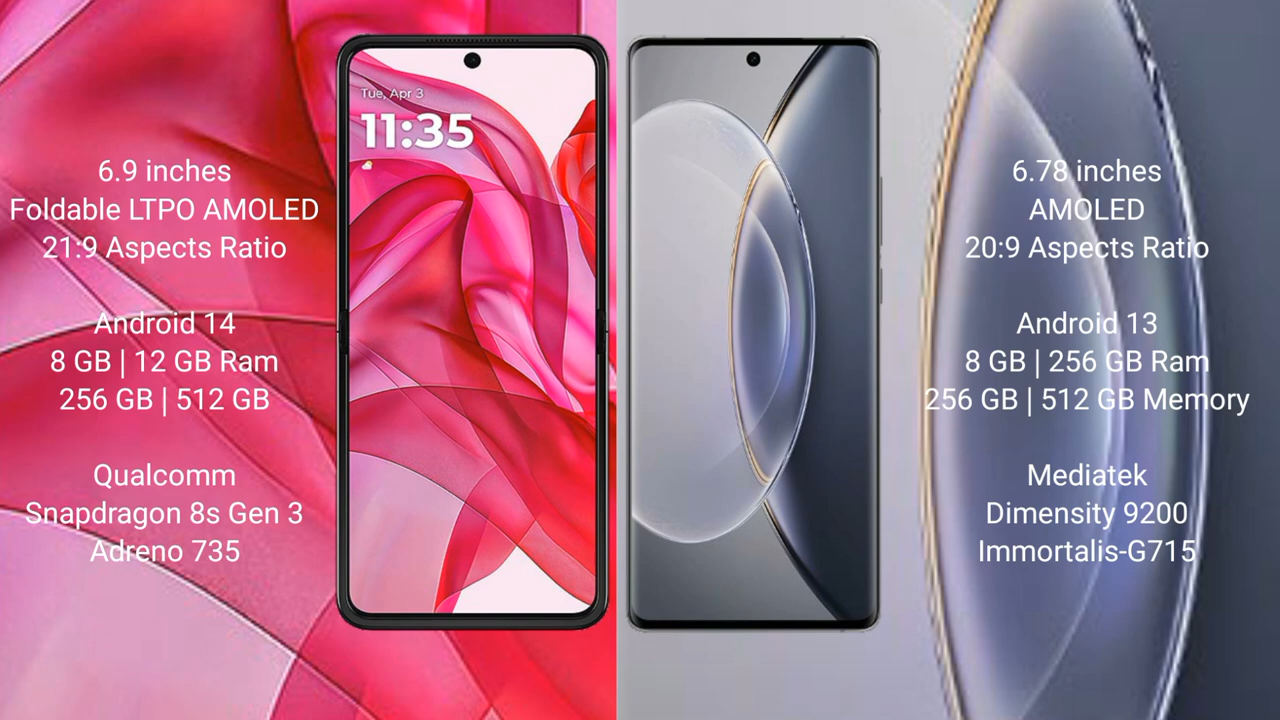 6.9 inches
Foldable LTPO AMOLED
21:9 Aspects Ratio
Android 14
8 GB | 12 GB Ram
256 GB | 512 GB
Qualcomm
Snapdragon 8s Gen 3
Adreno 735
Tue, Apr 3
11:35
6.78 inches
AMOLED
20:9 Aspects Ratio
Android 13
8 GB | 256 GB Ram
256 GB | 512 GB Memory
Mediatek
Dimensity 9200
Immortalis-G715